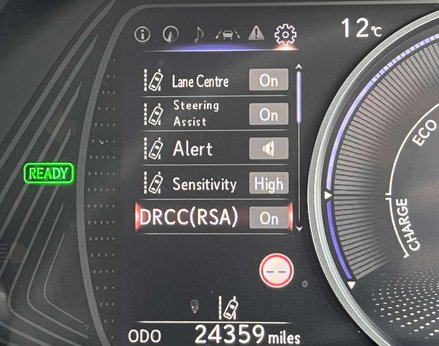 12°C
Lane Centre On
Steering Assist On
Alert
Sensitivity High
DRCC(RSA) On
READY
ECO
CHARGE
--
ODO 24359 miles